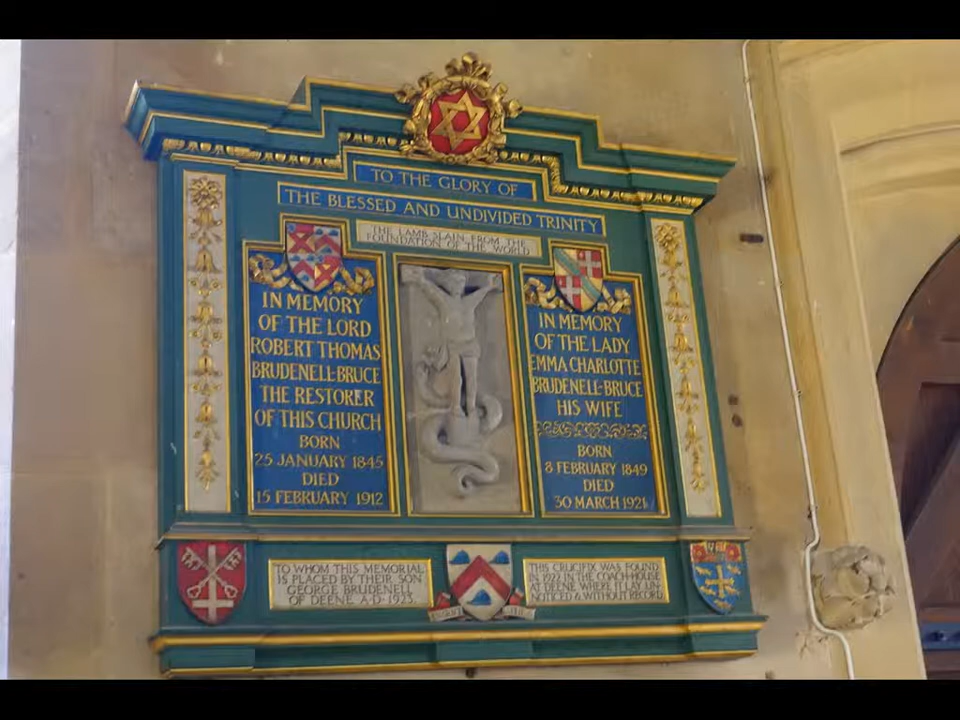 TO THE GLORY OF
THE BLESSED AND UNDIVIDED TRINITY
THE LAMB SLAIN FROM THE
FOUNDATION OF THE WORLD
IN MEMORY
OF THE LORD
ROBERT THOMAS
BRUDENELL-BRUCE
THE RESTORER
OF THIS CHURCH
BORN
25 JANUARY 1845
DIED
15 FEBRUARY 1912
IN MEMORY
OF THE LADY
EMMA CHARLOTTE
BRUDENELL-BRUCE
HIS WIFE
BORN
8 FEBRUARY 1849
DIED
30 MARCH 1921
TO WHOM THIS MEMORIAL
IS PLACED BY THEIR SON
GEORGE BRUDENELL
OF DEENE A·D·1923
THIS CRUCIFIX WAS FOUND
IN 1922 IN THE COACH-HOUSE
AT DEENE WHERE IT LAY UN-
NOTICED & WITHOUT RECORD